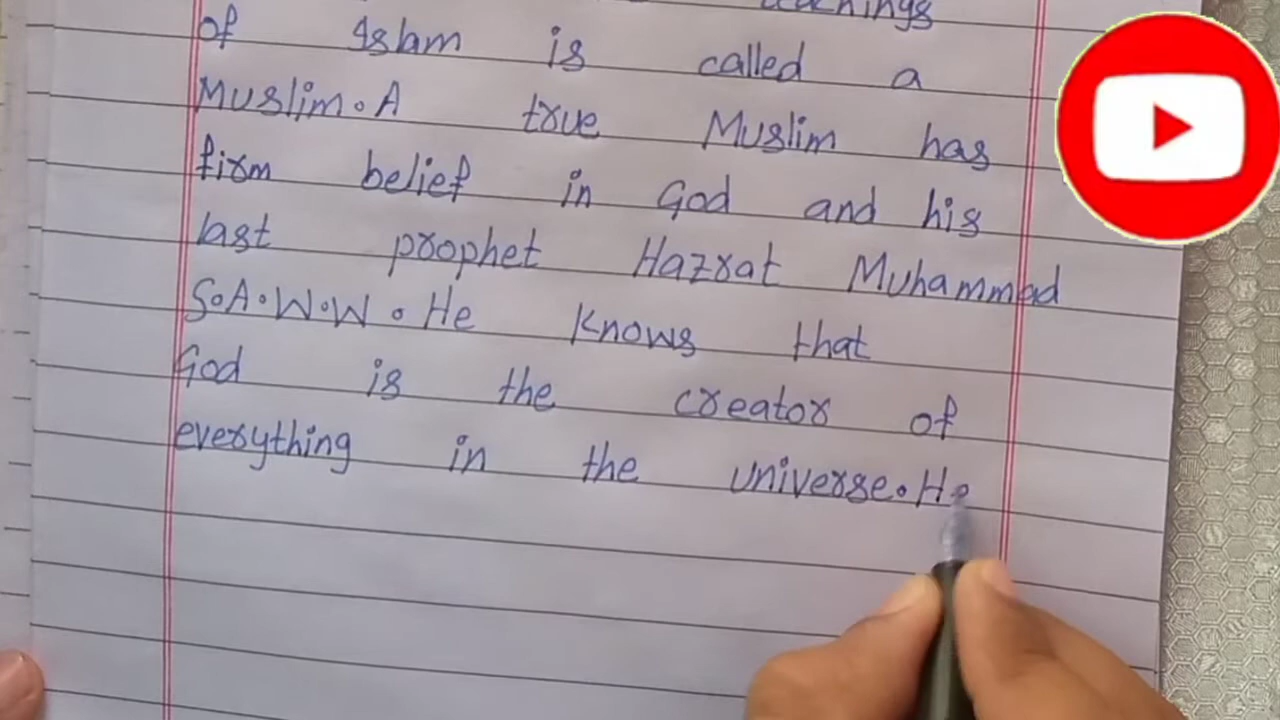 teachings
of Islam is called a
Muslim. A true Muslim has
firm belief in God and his
last prophet Hazrat Muhammad
S.A.W.W. He knows that
God is the creator of
everything in the universe. He